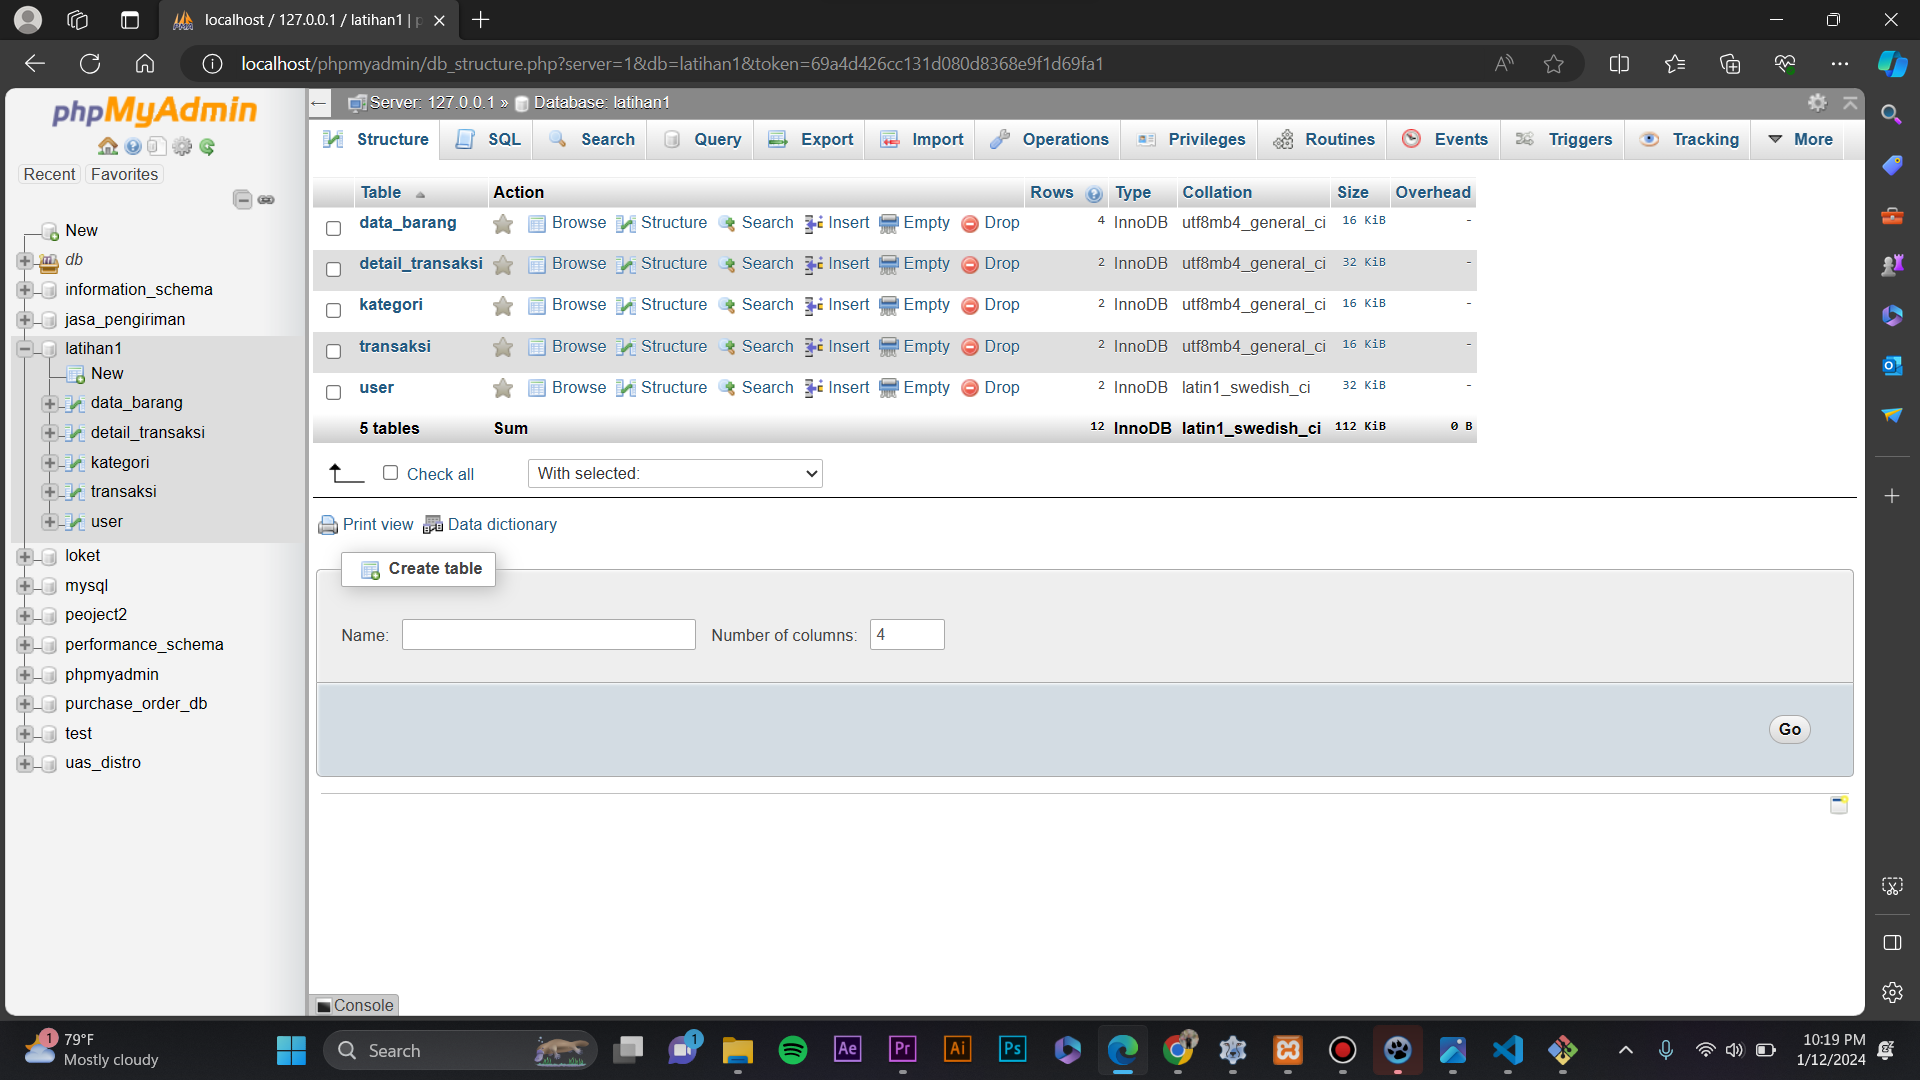 localhost / 127.0.0.1 / latihan1 | p
localhost/phpmyadmin/db_structure.php?server=1&db=latihan1&token=69a4d426cc131d080d8368e9f1d69fa1
phpMyAdmin
Recent Favorites
New
db
information_schema
jasa_pengiriman
latihan1
New
data_barang
detail_transaksi
kategori
transaksi
user
loket
mysql
peoject2
performance_schema
phpmyadmin
purchase_order_db
test
uas_distro
Server: 127.0.0.1 » Database: latihan1
Structure SQL Search Query Export Import Operations Privileges Routines Events Triggers Tracking More
Table Action Rows Type Collation Size Overhead
data_barang Browse Structure Search Insert Empty Drop 4 InnoDB utf8mb4_general_ci 16 KiB -
detail_transaksi Browse Structure Search Insert Empty Drop 2 InnoDB utf8mb4_general_ci 32 KiB -
kategori Browse Structure Search Insert Empty Drop 2 InnoDB utf8mb4_general_ci 16 KiB -
transaksi Browse Structure Search Insert Empty Drop 2 InnoDB utf8mb4_general_ci 16 KiB -
user Browse Structure Search Insert Empty Drop 2 InnoDB latin1_swedish_ci 32 KiB -
5 tables Sum 12 InnoDB latin1_swedish_ci 112 KiB 0 B
Check all With selected:
Print view Data dictionary
Create table
Name: Number of columns: 4
Go
Console
1 79°F
Mostly cloudy
Search
1
Ae Pr Ai Ps
10:19 PM
1/12/2024